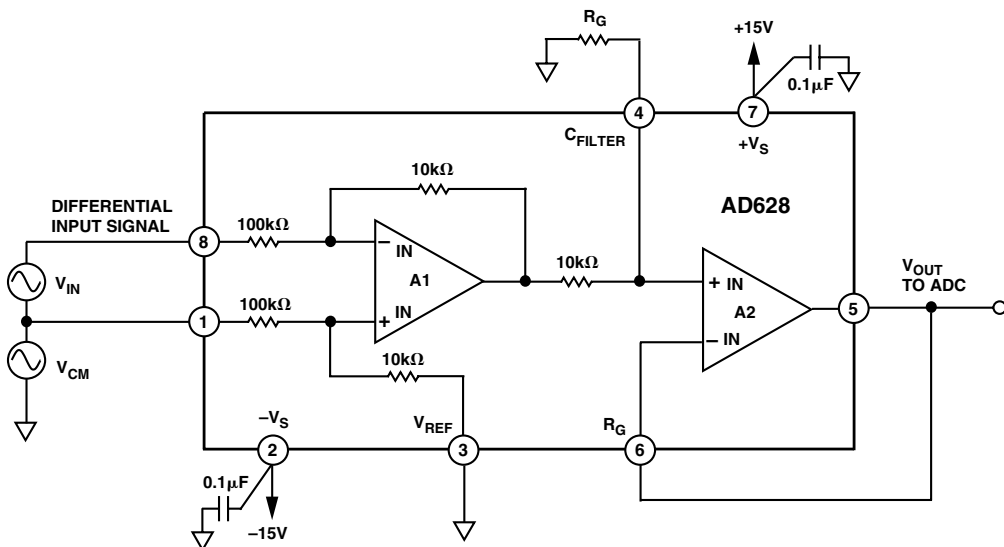 R_G
+15V
0.1µF
4
7
C_FILTER
+V_S
10kΩ
AD628
DIFFERENTIAL
INPUT SIGNAL
100kΩ
8
– IN
A1
10kΩ
+ IN
A2
V_OUT
TO ADC
V_IN
100kΩ
1
+ IN
– IN
5
V_CM
10kΩ
–V_S
V_REF
R_G
2
3
6
0.1µF
–15V